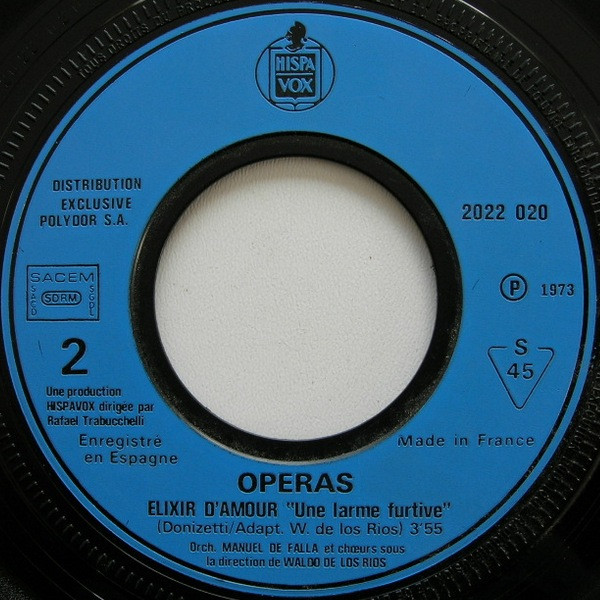 HISPA
VOX
DISTRIBUTION
EXCLUSIVE
POLYDOR S.A.
2022 020
SACEM
SACD
SDRM
SGDL
℗ 1973
2
S
45
Une production
HISPAVOX dirigée par
Rafael Trabucchelli
Enregistré
en Espagne
Made in France
OPERAS
ELIXIR D'AMOUR "Une larme furtive"
(Donizetti/Adapt. W. de los Rios) 3'55
Orch. MANUEL DE FALLA et chœurs sous
la direction de WALDO DE LOS RIOS